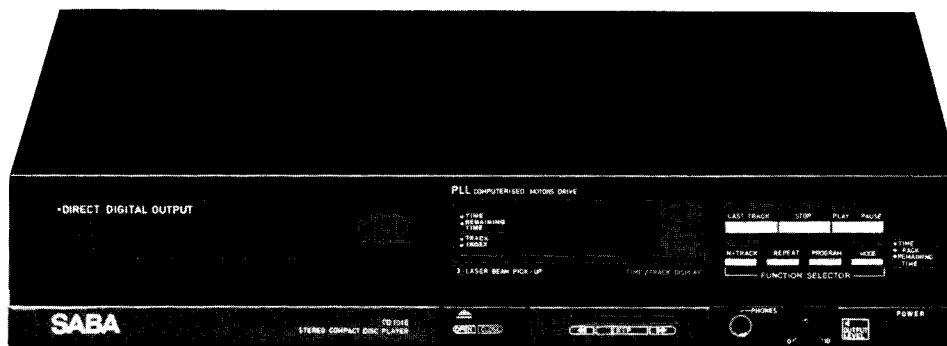 PLL COMPUTERISED MOTORS DRIVE
•DIRECT DIGITAL OUTPUT
TIME
REMAINING
TIME
TRACK
INDEX
LAST TRACK STOP PLAY PAUSE
N-TRACK REPEAT PROGRAM MODE
TIME
REMAINING
TIME
3-LASER BEAM PICK-UP
TIME/TRACK DISPLAY
FUNCTION SELECTOR
SABA
STEREO COMPACT DISC PLAYER
OPEN CLOSE
PHONES
OUTPUT
LEVEL
POWER